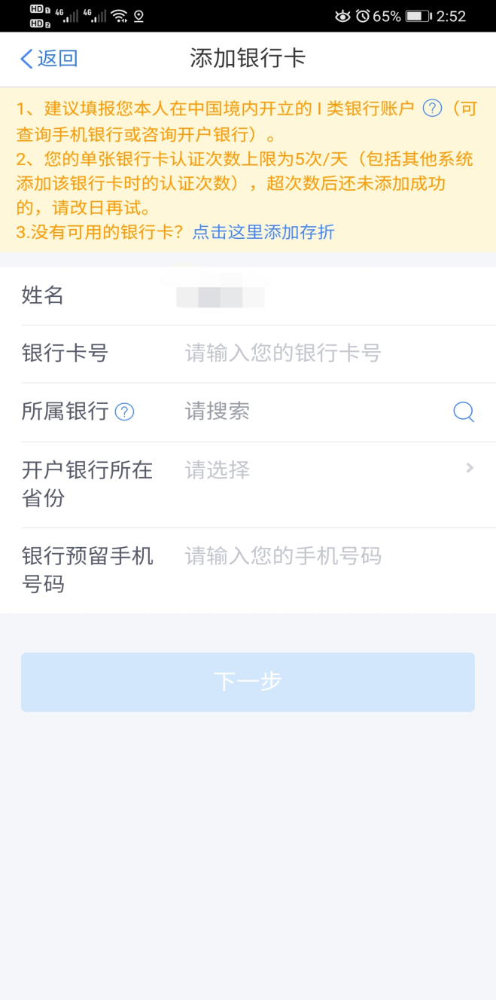 HD 1 4G 4G 65% 2:52
HD 2
返回 添加银行卡
1、建议填报您本人在中国境内开立的 I 类银行账户 ?（可
查询手机银行或咨询开户银行）。
2、您的单张银行卡认证次数上限为5次/天（包括其他系统
添加该银行卡时的认证次数），超次数后还未添加成功
的，请改日再试。
3.没有可用的银行卡？点击这里添加存折
姓名
银行卡号 请输入您的银行卡号
所属银行 ? 请搜索
开户银行所在 请选择
省份
银行预留手机 请输入您的手机号码
号码
下一步